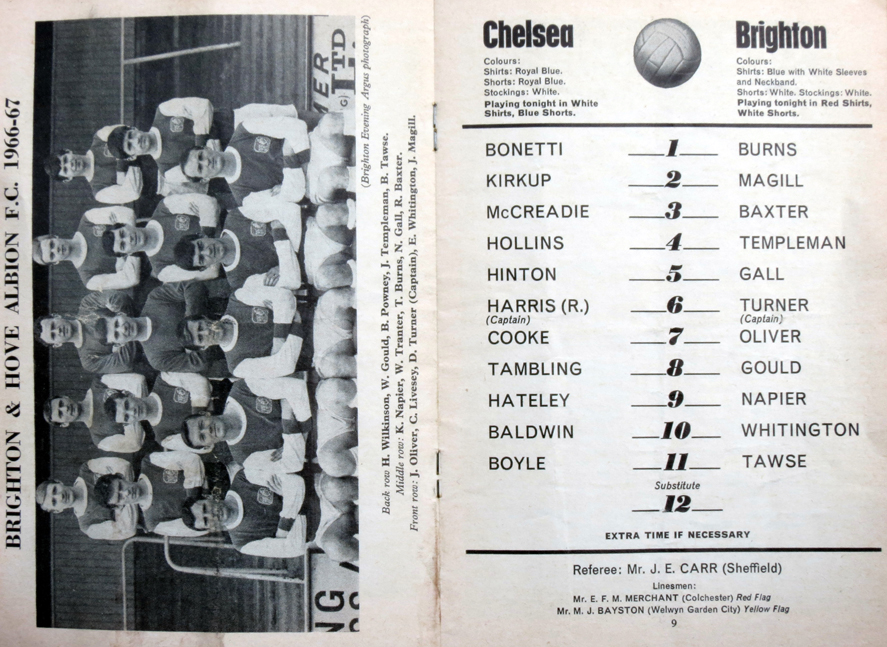 BRIGHTON & HOVE ALBION F.C. 1966-67
(Brighton Evening Argus photograph)
Back row H. Wilkinson, W. Gould, B. Powney, J. Templeman, B. Tawse.
Middle row: K. Napier, W. Tranter, T. Burns, N. Gall, R. Baxter.
Front row: J. Oliver, C. Livesey, D. Turner (Captain), E. Whitington, J. Magill.
Chelsea
Colours:
Shirts: Royal Blue.
Shorts: Royal Blue.
Stockings: White.
Playing tonight in White
Shirts, Blue Shorts.
Brighton
Colours:
Shirts: Blue with White Sleeves
and Neckband.
Shorts: White. Stockings: White.
Playing tonight in Red Shirts,
White Shorts.
BONETTI 1 BURNS
KIRKUP 2 MAGILL
McCREADIE 3 BAXTER
HOLLINS 4 TEMPLEMAN
HINTON 5 GALL
HARRIS (R.) 6 TURNER
(Captain) (Captain)
COOKE 7 OLIVER
TAMBLING 8 GOULD
HATELEY 9 NAPIER
BALDWIN 10 WHITINGTON
BOYLE 11 TAWSE
Substitute
12
EXTRA TIME IF NECESSARY
Referee: Mr. J. E. CARR (Sheffield)
Linesmen:
Mr. E. F. M. MERCHANT (Colchester) Red Flag
Mr. M. J. BAYSTON (Welwyn Garden City) Yellow Flag
9